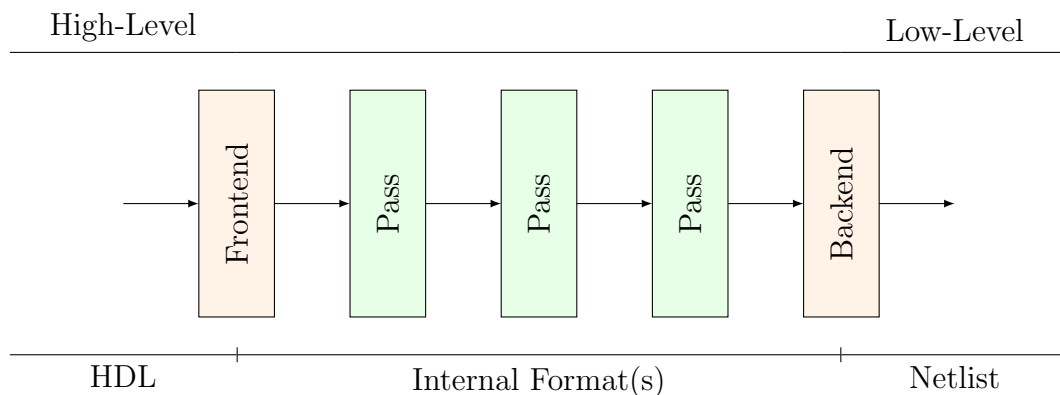 High-Level
Low-Level
Frontend
Pass
Pass
Pass
Backend
HDL
Internal Format(s)
Netlist